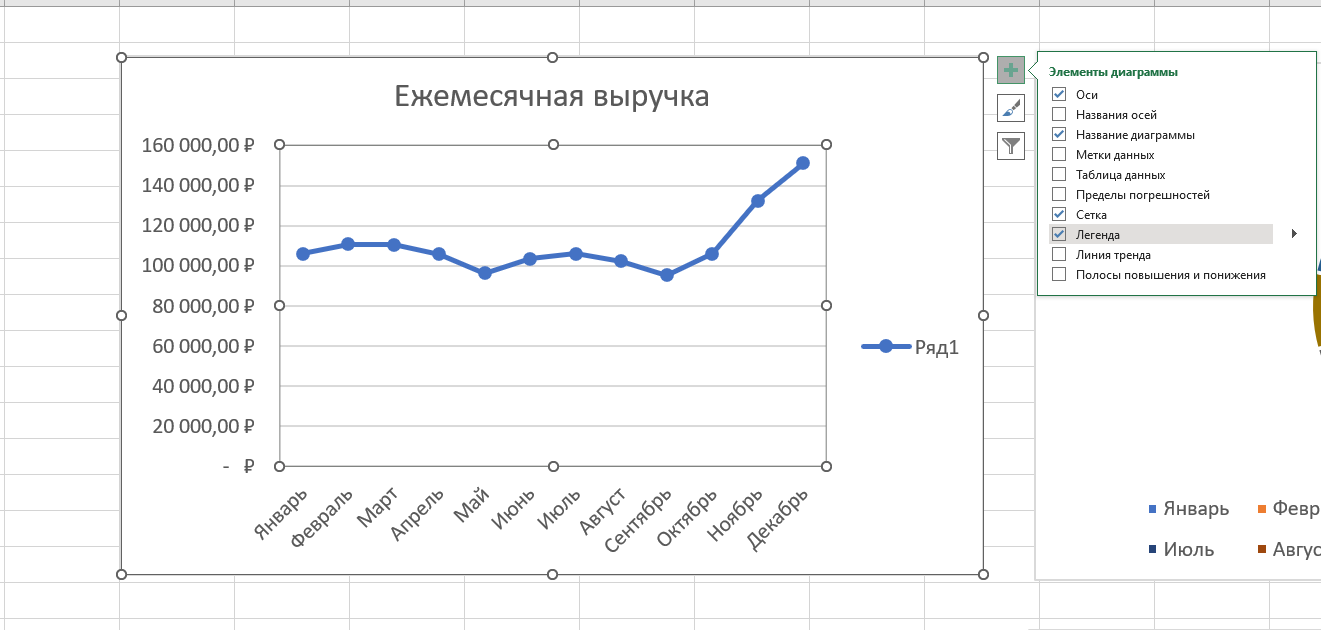 Ежемесячная выручка
160 000,00 ₽
140 000,00 ₽
120 000,00 ₽
100 000,00 ₽
80 000,00 ₽
60 000,00 ₽
40 000,00 ₽
20 000,00 ₽
- ₽
Январь
Февраль
Март
Апрель
Май
Июнь
Июль
Август
Сентябрь
Октябрь
Ноябрь
Декабрь
Ряд1
Элементы диаграммы
Оси
Названия осей
Название диаграммы
Метки данных
Таблица данных
Пределы погрешностей
Сетка
Легенда
Линия тренда
Полосы повышения и понижения
Январь Февр
Июль Авгус